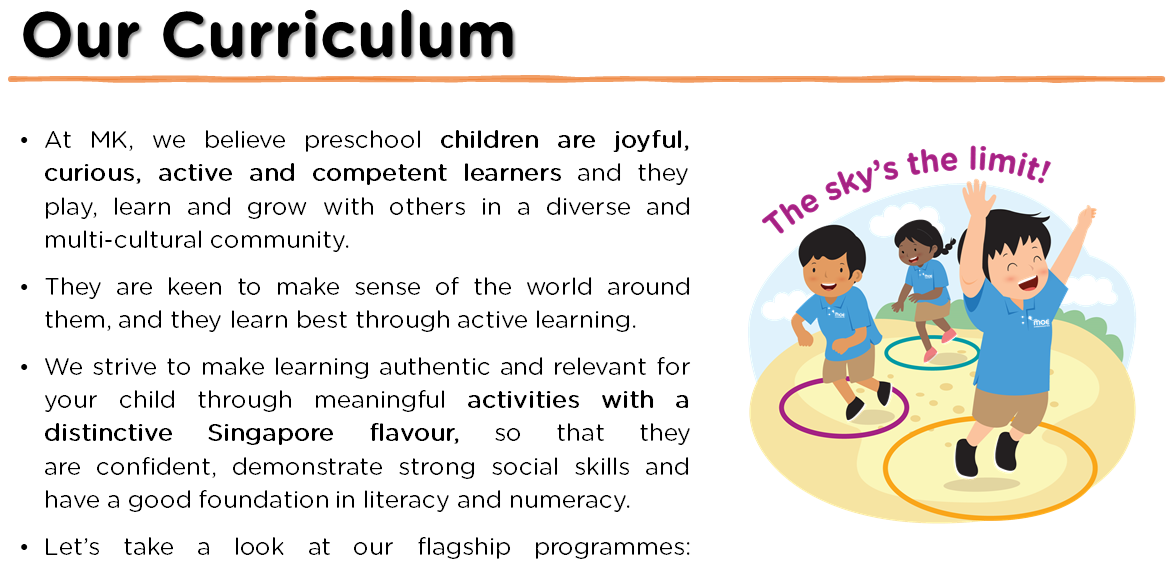 Our Curriculum
• At MK, we believe preschool children are joyful,
curious, active and competent learners and they
play, learn and grow with others in a diverse and
multi-cultural community.
• They are keen to make sense of the world around
them, and they learn best through active learning.
• We strive to make learning authentic and relevant for
your child through meaningful activities with a
distinctive Singapore flavour, so that they
are confident, demonstrate strong social skills and
have a good foundation in literacy and numeracy.
• Let's take a look at our flagship programmes:
The sky's the limit!